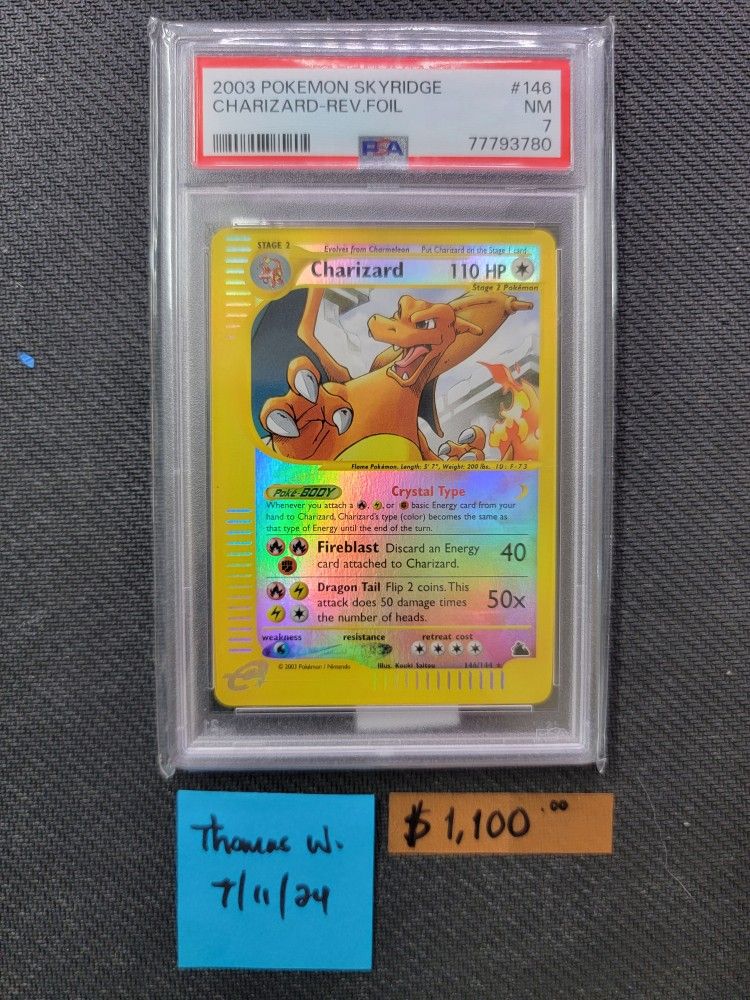 2003 POKEMON SKYRIDGE #146
CHARIZARD-REV.FOIL NM
7
PSA 77793780
STAGE 2 Evolves from Charmeleon Put Charizard on the Stage 1 card
Charizard 110 HP
Stage 2 Pokémon
Flame Pokémon. Length: 5' 7", Weight: 200 lbs. ID: F-73
Poké-BODY Crystal Type
Whenever you attach a , , or basic Energy card from your
hand to Charizard, Charizard's type (color) becomes the same as
that type of Energy until the end of the turn.
Fireblast Discard an Energy 40
card attached to Charizard.
Dragon Tail Flip 2 coins. This 50x
attack does 50 damage times
the number of heads.
weakness resistance retreat cost
© 2003 Pokémon / Nintendo Illus. Kouki Saitou 146/144
e
Thomas W.
7/11/24
$1,100.00